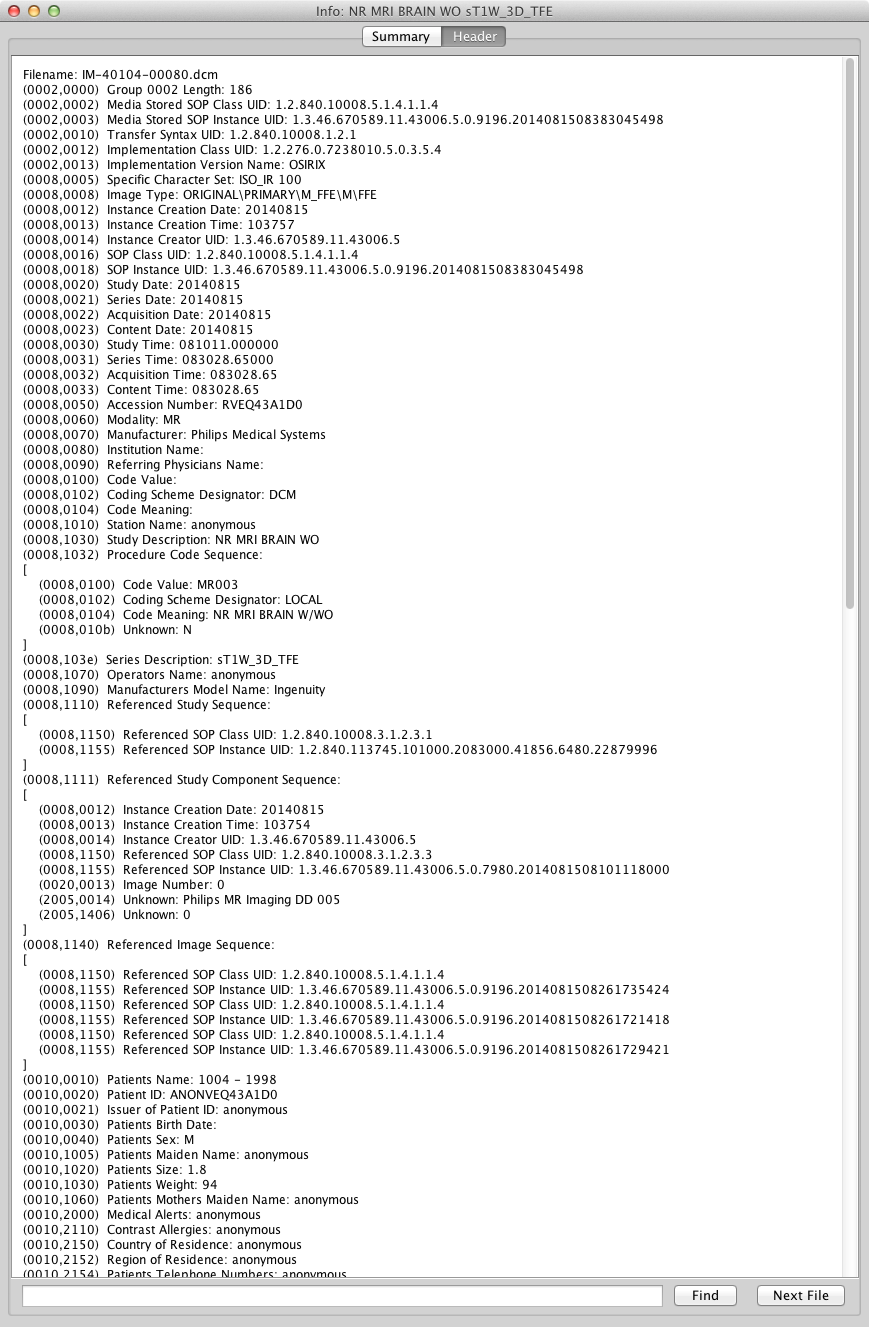 Info: NR MRI BRAIN WO sT1W_3D_TFE
Summary Header
Filename: IM-40104-00080.dcm
(0002,0000) Group 0002 Length: 186
(0002,0002) Media Stored SOP Class UID: 1.2.840.10008.5.1.4.1.1.4
(0002,0003) Media Stored SOP Instance UID: 1.3.46.670589.11.43006.5.0.9196.2014081508383045498
(0002,0010) Transfer Syntax UID: 1.2.840.10008.1.2.1
(0002,0012) Implementation Class UID: 1.2.276.0.7238010.5.0.3.5.4
(0002,0013) Implementation Version Name: OSIRIX
(0008,0005) Specific Character Set: ISO_IR 100
(0008,0008) Image Type: ORIGINAL\PRIMARY\M_FFE\M\FFE
(0008,0012) Instance Creation Date: 20140815
(0008,0013) Instance Creation Time: 103757
(0008,0014) Instance Creator UID: 1.3.46.670589.11.43006.5
(0008,0016) SOP Class UID: 1.2.840.10008.5.1.4.1.1.4
(0008,0018) SOP Instance UID: 1.3.46.670589.11.43006.5.0.9196.2014081508383045498
(0008,0020) Study Date: 20140815
(0008,0021) Series Date: 20140815
(0008,0022) Acquisition Date: 20140815
(0008,0023) Content Date: 20140815
(0008,0030) Study Time: 081011.000000
(0008,0031) Series Time: 083028.65000
(0008,0032) Acquisition Time: 083028.65
(0008,0033) Content Time: 083028.65
(0008,0050) Accession Number: RVEQ43A1D0
(0008,0060) Modality: MR
(0008,0070) Manufacturer: Philips Medical Systems
(0008,0080) Institution Name:
(0008,0090) Referring Physicians Name:
(0008,0100) Code Value:
(0008,0102) Coding Scheme Designator: DCM
(0008,0104) Code Meaning:
(0008,1010) Station Name: anonymous
(0008,1030) Study Description: NR MRI BRAIN WO
(0008,1032) Procedure Code Sequence:
[
(0008,0100) Code Value: MR003
(0008,0102) Coding Scheme Designator: LOCAL
(0008,0104) Code Meaning: NR MRI BRAIN W/WO
(0008,010b) Unknown: N
]
(0008,103e) Series Description: sT1W_3D_TFE
(0008,1070) Operators Name: anonymous
(0008,1090) Manufacturers Model Name: Ingenuity
(0008,1110) Referenced Study Sequence:
[
(0008,1150) Referenced SOP Class UID: 1.2.840.10008.3.1.2.3.1
(0008,1155) Referenced SOP Instance UID: 1.2.840.113745.101000.2083000.41856.6480.22879996
]
(0008,1111) Referenced Study Component Sequence:
[
(0008,0012) Instance Creation Date: 20140815
(0008,0013) Instance Creation Time: 103754
(0008,0014) Instance Creator UID: 1.3.46.670589.11.43006.5
(0008,1150) Referenced SOP Class UID: 1.2.840.10008.3.1.2.3.3
(0008,1155) Referenced SOP Instance UID: 1.3.46.670589.11.43006.5.0.7980.2014081508101118000
(0020,0013) Image Number: 0
(2005,0014) Unknown: Philips MR Imaging DD 005
(2005,1406) Unknown: 0
]
(0008,1140) Referenced Image Sequence:
[
(0008,1150) Referenced SOP Class UID: 1.2.840.10008.5.1.4.1.1.4
(0008,1155) Referenced SOP Instance UID: 1.3.46.670589.11.43006.5.0.9196.2014081508261735424
(0008,1150) Referenced SOP Class UID: 1.2.840.10008.5.1.4.1.1.4
(0008,1155) Referenced SOP Instance UID: 1.3.46.670589.11.43006.5.0.9196.2014081508261721418
(0008,1150) Referenced SOP Class UID: 1.2.840.10008.5.1.4.1.1.4
(0008,1155) Referenced SOP Instance UID: 1.3.46.670589.11.43006.5.0.9196.2014081508261729421
]
(0010,0010) Patients Name: 1004 - 1998
(0010,0020) Patient ID: ANONVEQ43A1D0
(0010,0021) Issuer of Patient ID: anonymous
(0010,0030) Patients Birth Date:
(0010,0040) Patients Sex: M
(0010,1005) Patients Maiden Name: anonymous
(0010,1020) Patients Size: 1.8
(0010,1030) Patients Weight: 94
(0010,1060) Patients Mothers Maiden Name: anonymous
(0010,2000) Medical Alerts: anonymous
(0010,2110) Contrast Allergies: anonymous
(0010,2150) Country of Residence: anonymous
(0010,2152) Region of Residence: anonymous
(0010,2154) Patients Telephone Numbers: anonymous
Find Next File